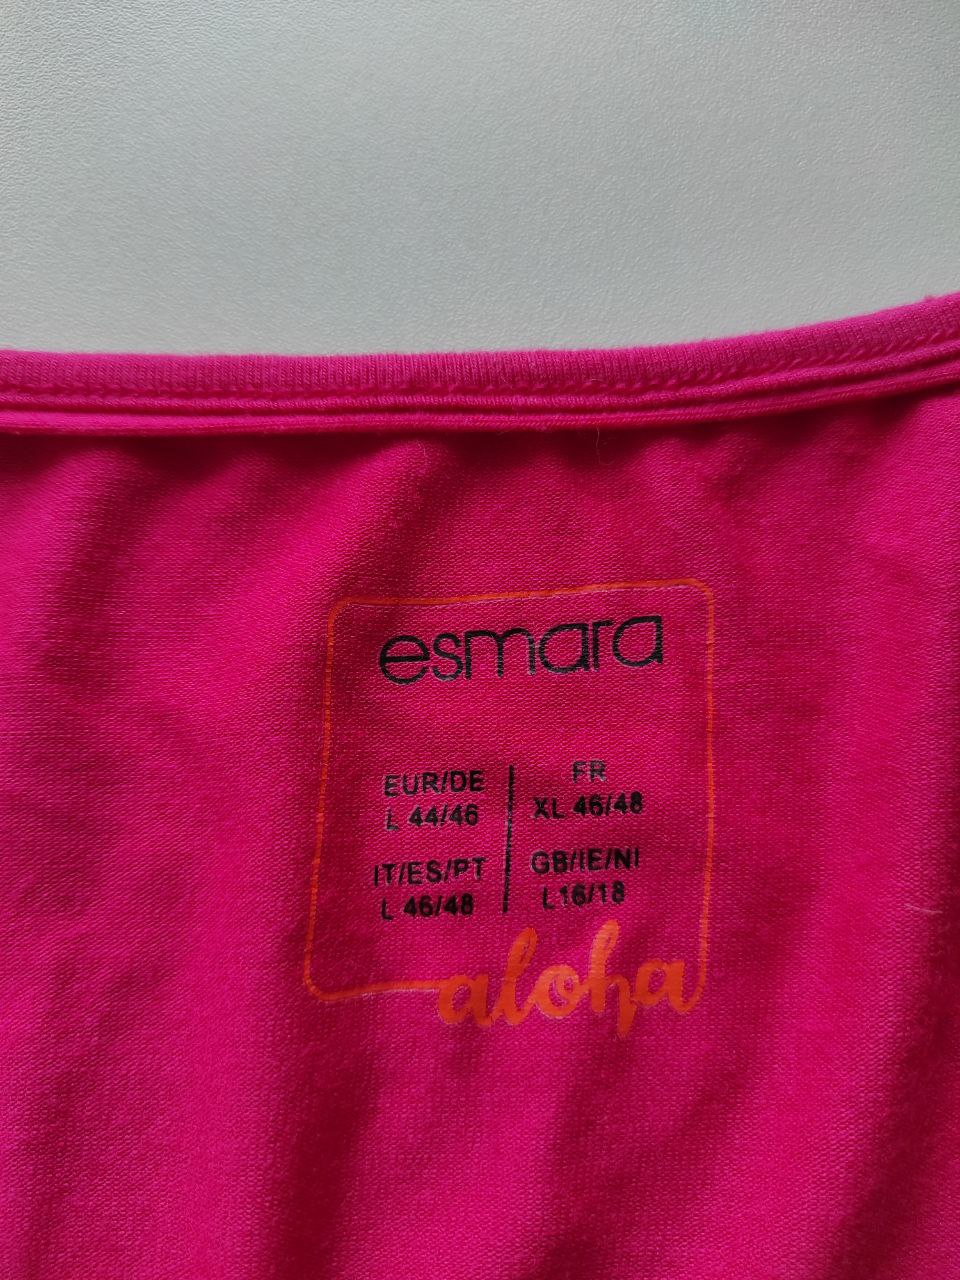 esmara
EUR/DE
L 44/46
FR
XL 46/48
IT/ES/PT
L 46/48
GB/IE/NI
L16/18
aloha